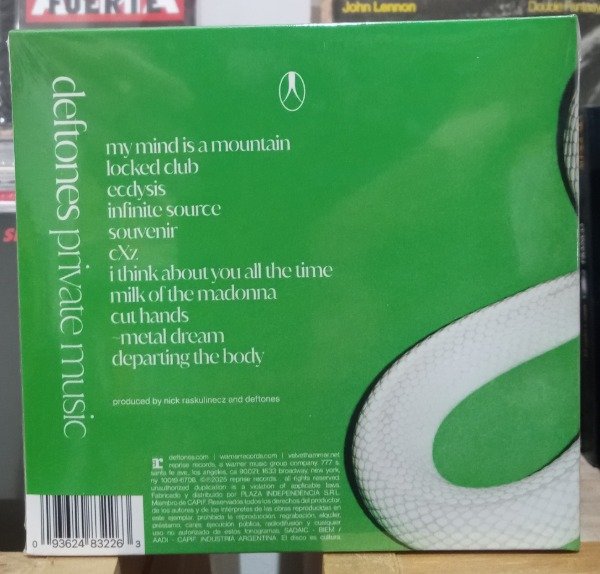 FUERTE
John Lennon
Double Fantasy
deftones private music
my mind is a mountain
locked club
ecdysis
infinite source
souvenir
cXz
i think about you all the time
milk of the madonna
cut hands
~metal dream
departing the body
produced by nick raskulinecz and deftones
deftones.com | warnerrecords.com | velvethammer.net
reprise records, a warner music group company, 777 s.
santa fe ave., los angeles, ca 90021, 1633 broadway, new york,
ny 10019-6708. ©℗2025 reprise records. all rights reserved.
unauthorized duplication is a violation of applicable laws.
Fabricado y distribuido por PLAZA INDEPENDENCIA S.R.L.
Miembro de CAPIF. Reservados todos los derechos del productor,
de los autores y de los intérpretes de las obras reproducidas en
este ejemplar, prohibida la reproducción, regrabación, alquiler,
préstamo, canje, ejecución pública, radiodifusión y cualquier
uso no autorizado de estos fonogramas. SADAIC - BIEM /
AADI - CAPIF. INDUSTRIA ARGENTINA. El disco es cultura.
0 93624 83226 3